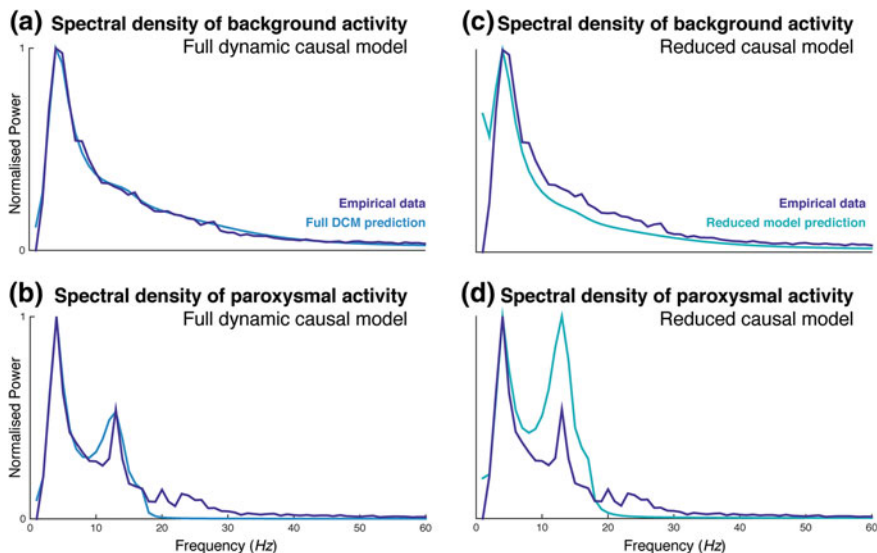 (a) Spectral density of background activity
Full dynamic causal model
1
Normalised Power
Empirical data
Full DCM prediction
0
(c) Spectral density of background activity
Reduced causal model
Empirical data
Reduced model prediction
(b) Spectral density of paroxysmal activity
Full dynamic causal model
1
Normalised Power
0
0 10 20 30 40 50 60
Frequency (Hz)
(d) Spectral density of paroxysmal activity
Reduced causal model
0 10 20 30 40 50 60
Frequency (Hz)